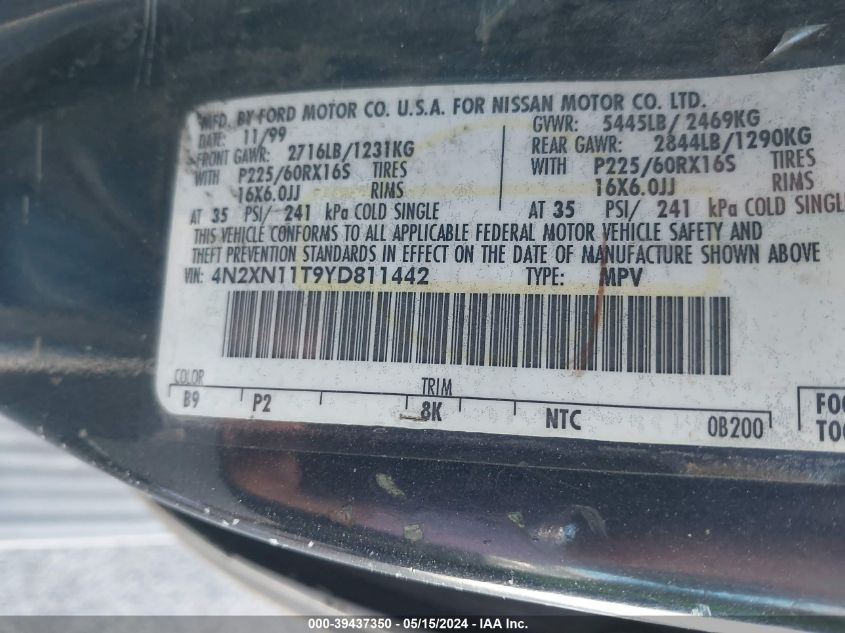 MFD. BY FORD MOTOR CO. U.S.A. FOR NISSAN MOTOR CO. LTD.
DATE: 11/99 GVWR: 5445LB/2469KG
FRONT GAWR: 2716LB/1231KG REAR GAWR: 2844LB/1290KG
WITH P225/60RX16S TIRES WITH P225/60RX16S TIRES
16X6.0JJ RIMS 16X6.0JJ RIMS
AT 35 PSI/ 241 kPa COLD SINGLE AT 35 PSI/ 241 kPa COLD SINGLE
THIS VEHICLE CONFORMS TO ALL APPLICABLE FEDERAL MOTOR VEHICLE SAFETY AND
THEFT PREVENTION STANDARDS IN EFFECT ON THE DATE OF MANUFACTURE SHOWN ABOVE
VIN: 4N2XN11T9YD811442 TYPE: MPV
COLOR TRIM
B9 P2 8K NTC 0B200
FO
TO
000-39437350 - 05/15/2024 - IAA Inc.